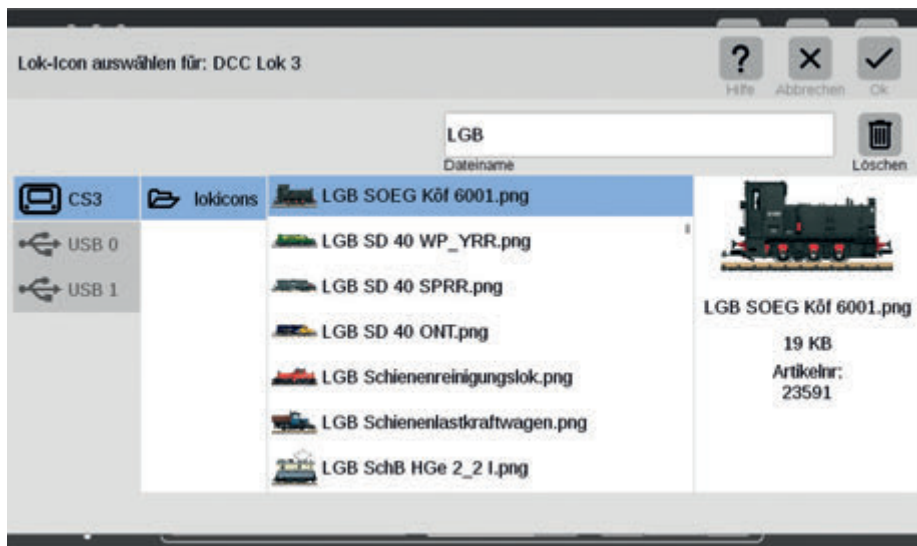 Lok-Icon auswählen für: DCC Lok 3
?
Hilfe
Abbrechen
Ok
LGB
Dateiname
Löschen
CS3
USB 0
USB 1
lokicons
LGB SOEG Köf 6001.png
LGB SD 40 WP_YRR.png
LGB SD 40 SPRR.png
LGB SD 40 ONT.png
LGB Schienenreinigungslok.png
LGB Schienenlastkraftwagen.png
LGB SchB HGe 2_2 I.png
LGB SOEG Köf 6001.png
19 KB
Artikelnr:
23591